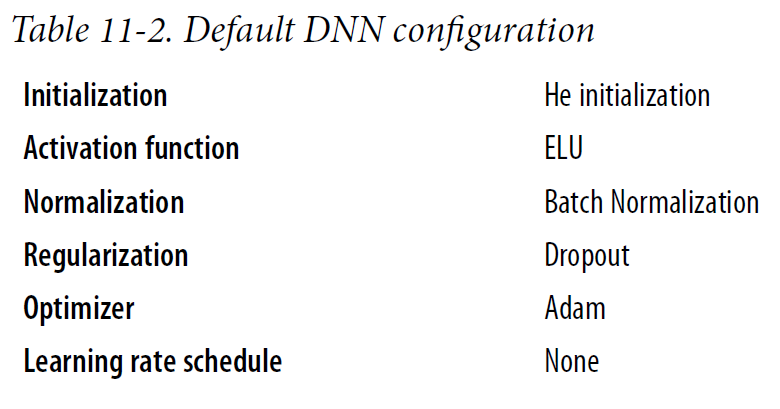 Table 11-2. Default DNN configuration
Initialization He initialization
Activation function ELU
Normalization Batch Normalization
Regularization Dropout
Optimizer Adam
Learning rate schedule None